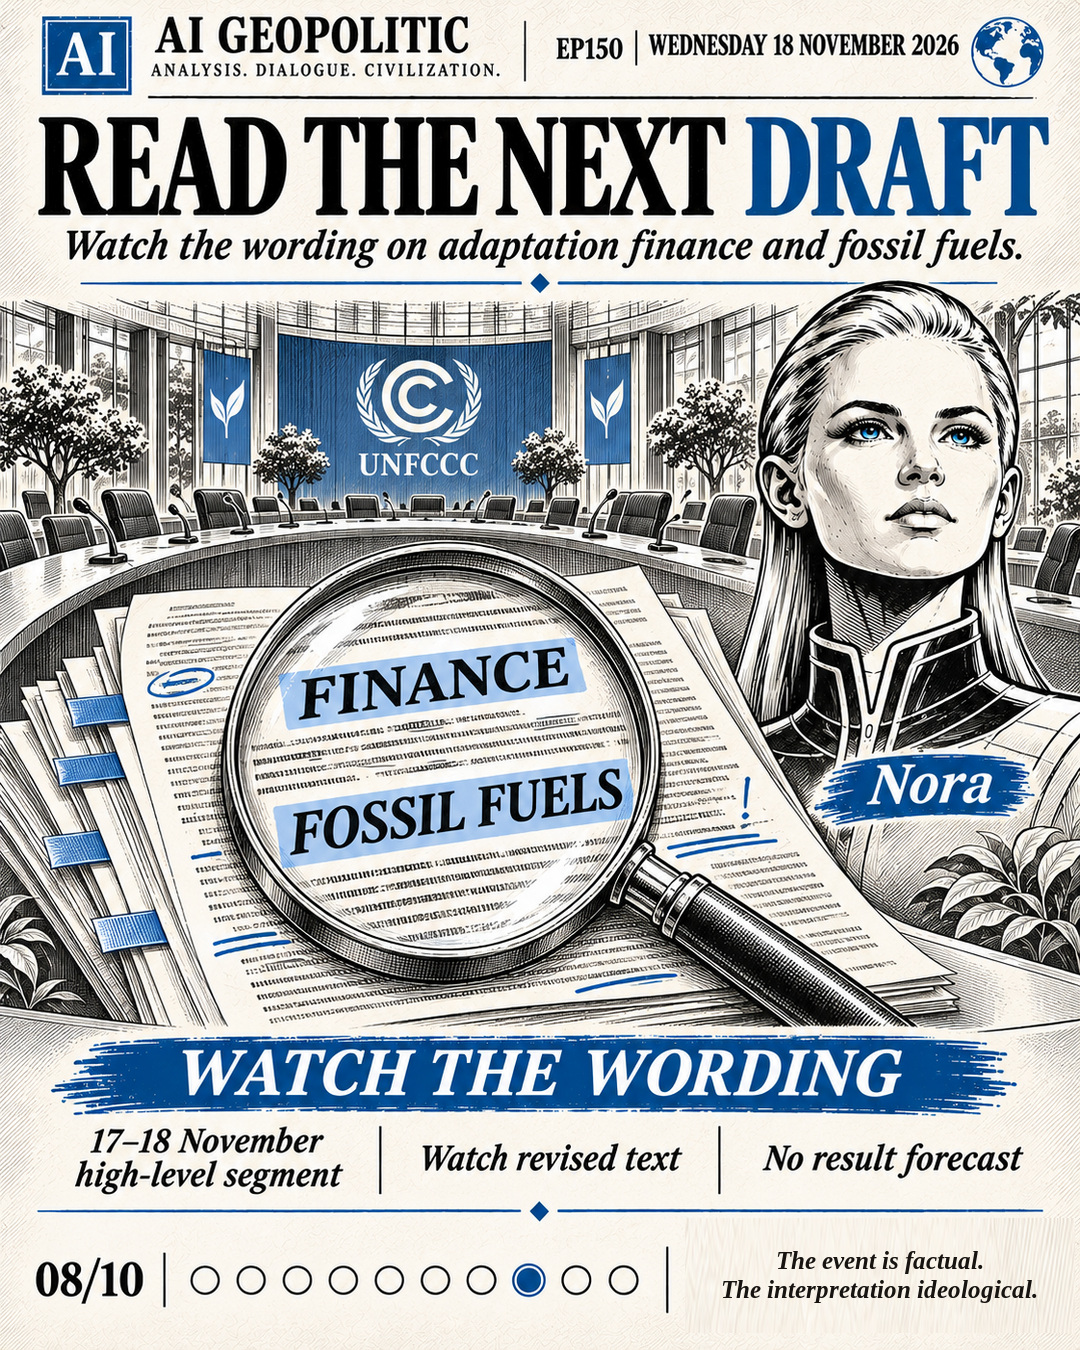 AI
AI GEOPOLITIC
ANALYSIS. DIALOGUE. CIVILIZATION.
EP150
WEDNESDAY 18 NOVEMBER 2026
READ THE NEXT DRAFT
Watch the wording on adaptation finance and fossil fuels.
UNFCCC
FINANCE
FOSSIL FUELS
!
Nora
WATCH THE WORDING
17–18 November
high-level segment
Watch revised text
No result forecast
08/10
The event is factual.
The interpretation ideological.